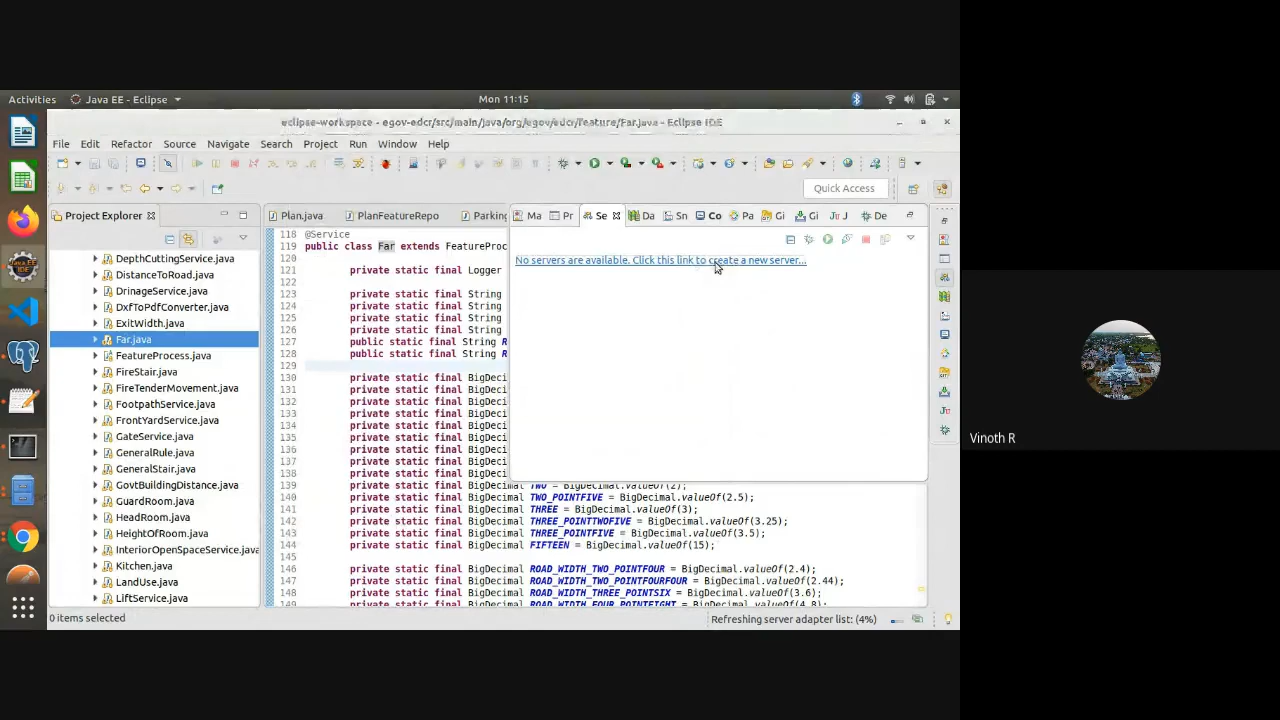 Activities Java EE - Eclipse Mon 11:15
eclipse-workspace - egov-edcr/src/main/java/org/egov/edcr/feature/Far.java - Eclipse IDE
File Edit Refactor Source Navigate Search Project Run Window Help
Quick Access
Project Explorer
Plan.java PlanFeatureRepo Parking
Ma Pr Se Da Sn Co Pa Gi Gi J De
No servers are available. Click this link to create a new server...
DepthCuttingService.java
DistanceToRoad.java
DrinageService.java
DxfToPdfConverter.java
ExitWidth.java
Far.java
FeatureProcess.java
FireStair.java
FireTenderMovement.java
FootpathService.java
FrontYardService.java
GateService.java
GeneralRule.java
GeneralStair.java
GovtBuildingDistance.java
GuardRoom.java
HeadRoom.java
HeightOfRoom.java
InteriorOpenSpaceService.java
Kitchen.java
LandUse.java
LiftService.java
118 @Service
119 public class Far extends FeatureProc
120
121 private static final Logger
122
123 private static final String
124 private static final String
125 private static final String
126 private static final String
127 public static final String R
128 public static final String R
129
130 private static final BigDeci
131 private static final BigDeci
132 private static final BigDeci
133 private static final BigDeci
134 private static final BigDeci
135 private static final BigDeci
136 private static final BigDeci
137 private static final BigDeci
138 private static final BigDeci
139 private static final BigDecimal TWO = BigDecimal.valueOf(2);
140 private static final BigDecimal TWO_POINTFIVE = BigDecimal.valueOf(2.5);
141 private static final BigDecimal THREE = BigDecimal.valueOf(3);
142 private static final BigDecimal THREE_POINTTWOFIVE = BigDecimal.valueOf(3.25);
143 private static final BigDecimal THREE_POINTFIVE = BigDecimal.valueOf(3.5);
144 private static final BigDecimal FIFTEEN = BigDecimal.valueOf(15);
145
146 private static final BigDecimal ROAD_WIDTH_TWO_POINTFOUR = BigDecimal.valueOf(2.4);
147 private static final BigDecimal ROAD_WIDTH_TWO_POINTFOURFOUR = BigDecimal.valueOf(2.44);
148 private static final BigDecimal ROAD_WIDTH_THREE_POINTSIX = BigDecimal.valueOf(3.6);
149 private static final BigDecimal ROAD_WIDTH_FOUR_POINTEIGHT = BigDecimal.valueOf(4.8)
0 items selected
Refreshing server adapter list: (4%)
Vinoth R